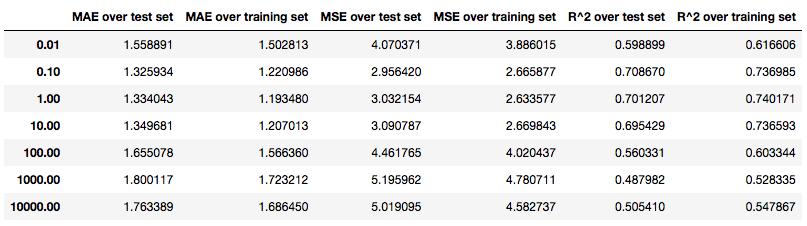 MAE over test set MAE over training set MSE over test set MSE over training set R^2 over test set R^2 over training set
0.01 1.558891 1.502813 4.070371 3.886015 0.598899 0.616606
0.10 1.325934 1.220986 2.956420 2.665877 0.708670 0.736985
1.00 1.334043 1.193480 3.032154 2.633577 0.701207 0.740171
10.00 1.349681 1.207013 3.090787 2.669843 0.695429 0.736593
100.00 1.655078 1.566360 4.461765 4.020437 0.560331 0.603344
1000.00 1.800117 1.723212 5.195962 4.780711 0.487982 0.528335
10000.00 1.763389 1.686450 5.019095 4.582737 0.505410 0.547867